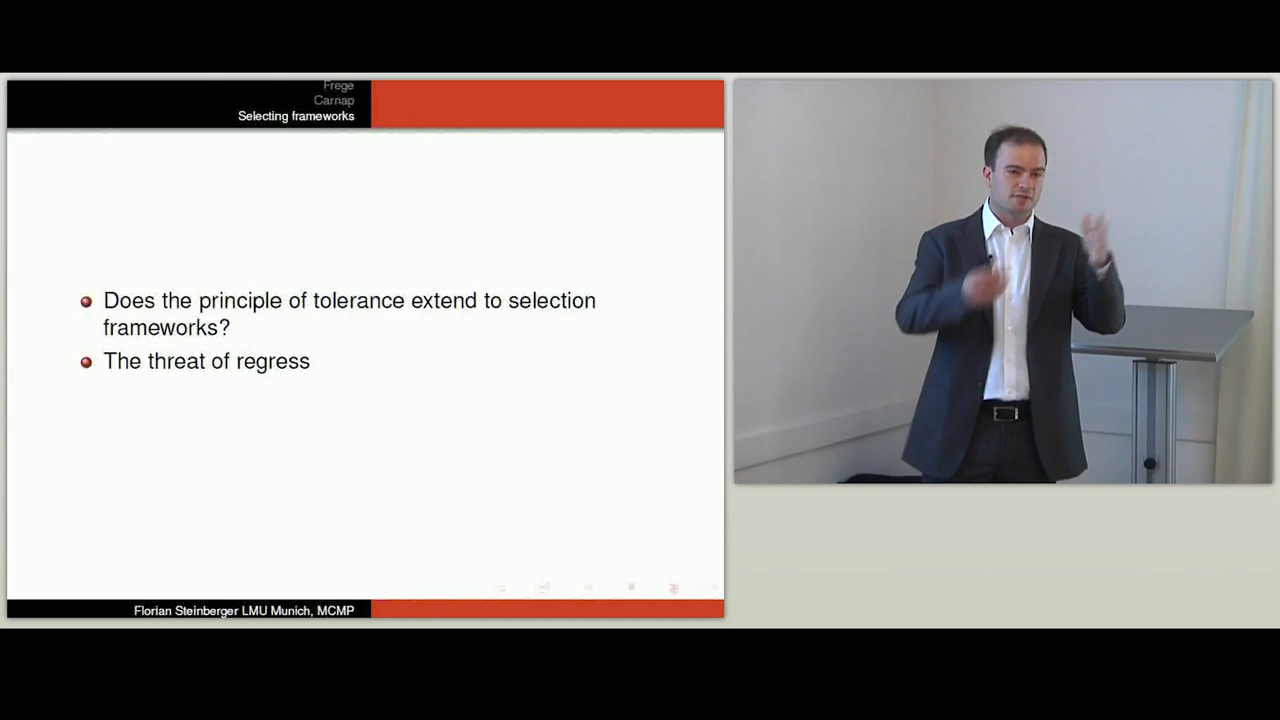 Frege
Carnap
Selecting frameworks
Does the principle of tolerance extend to selection
frameworks?
The threat of regress
Florian Steinberger LMU Munich, MCMP